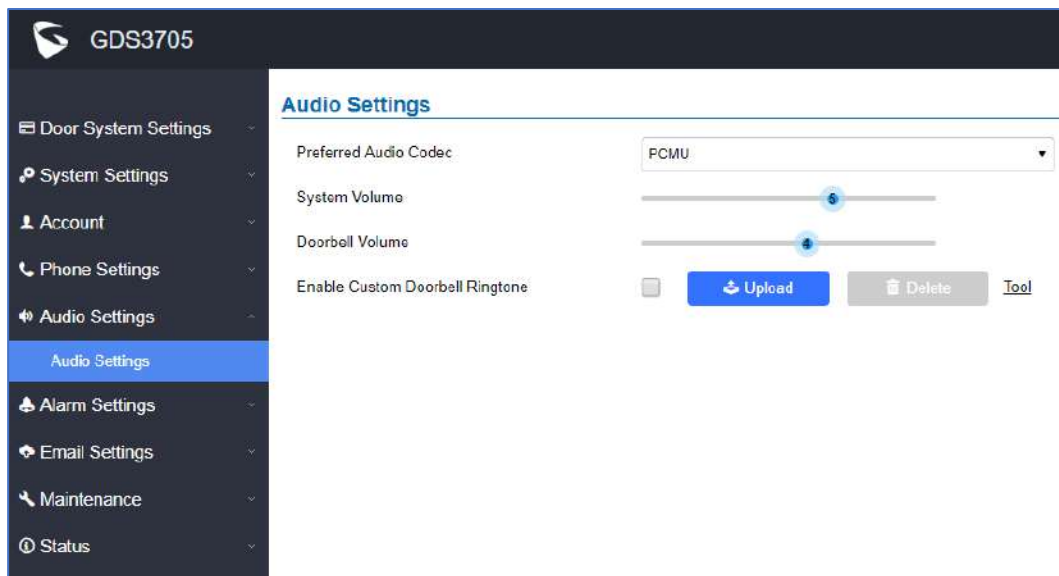 GDS3705
Door System Settings
System Settings
Account
Phone Settings
Audio Settings
Audio Settings
Alarm Settings
Email Settings
Maintenance
Status
Audio Settings
Preferred Audio Codec PCMU
System Volume
Doorbell Volume 4
Enable Custom Doorbell Ringtone Upload Delete Tool